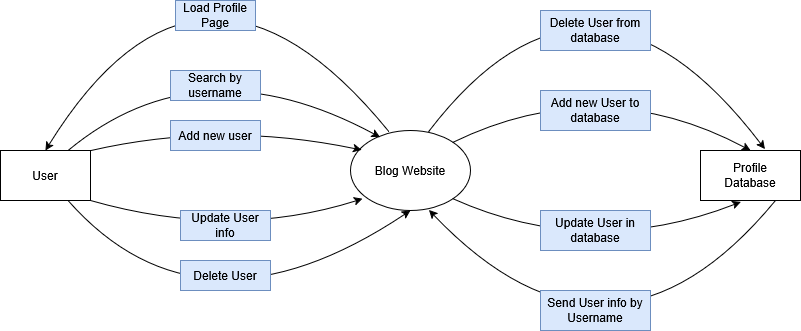 Load Profile
Page
Delete User from
database
Search by
username
Add new User to
database
Add new user
User
Blog Website
Profile
Database
Update User
info
Update User in
database
Delete User
Send User info by
Username